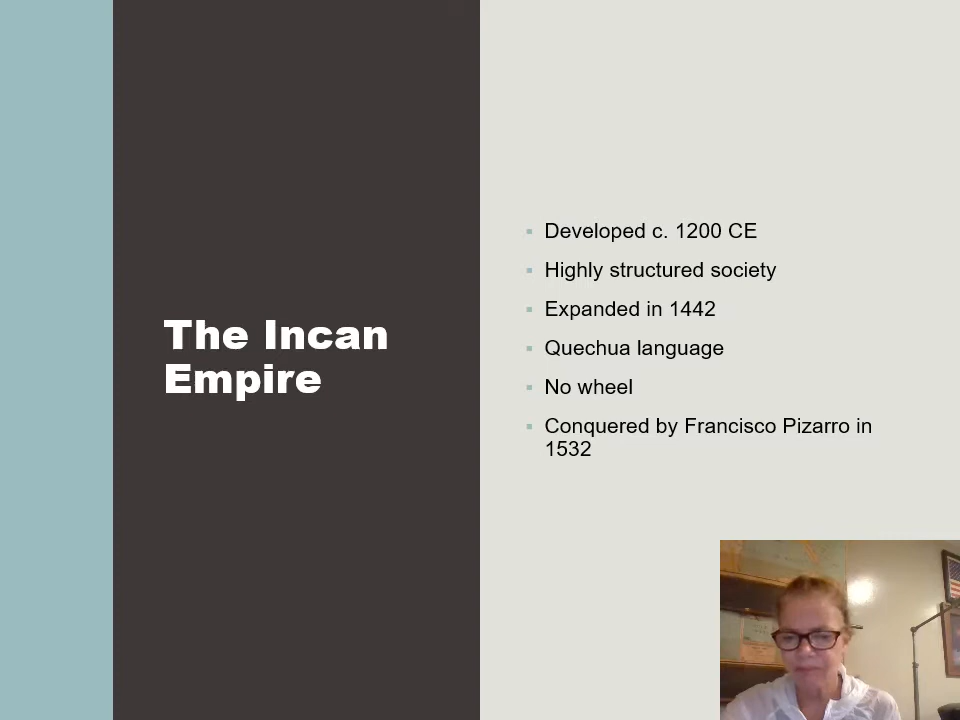 The Incan
Empire
Developed c. 1200 CE
Highly structured society
Expanded in 1442
Quechua language
No wheel
Conquered by Francisco Pizarro in
1532